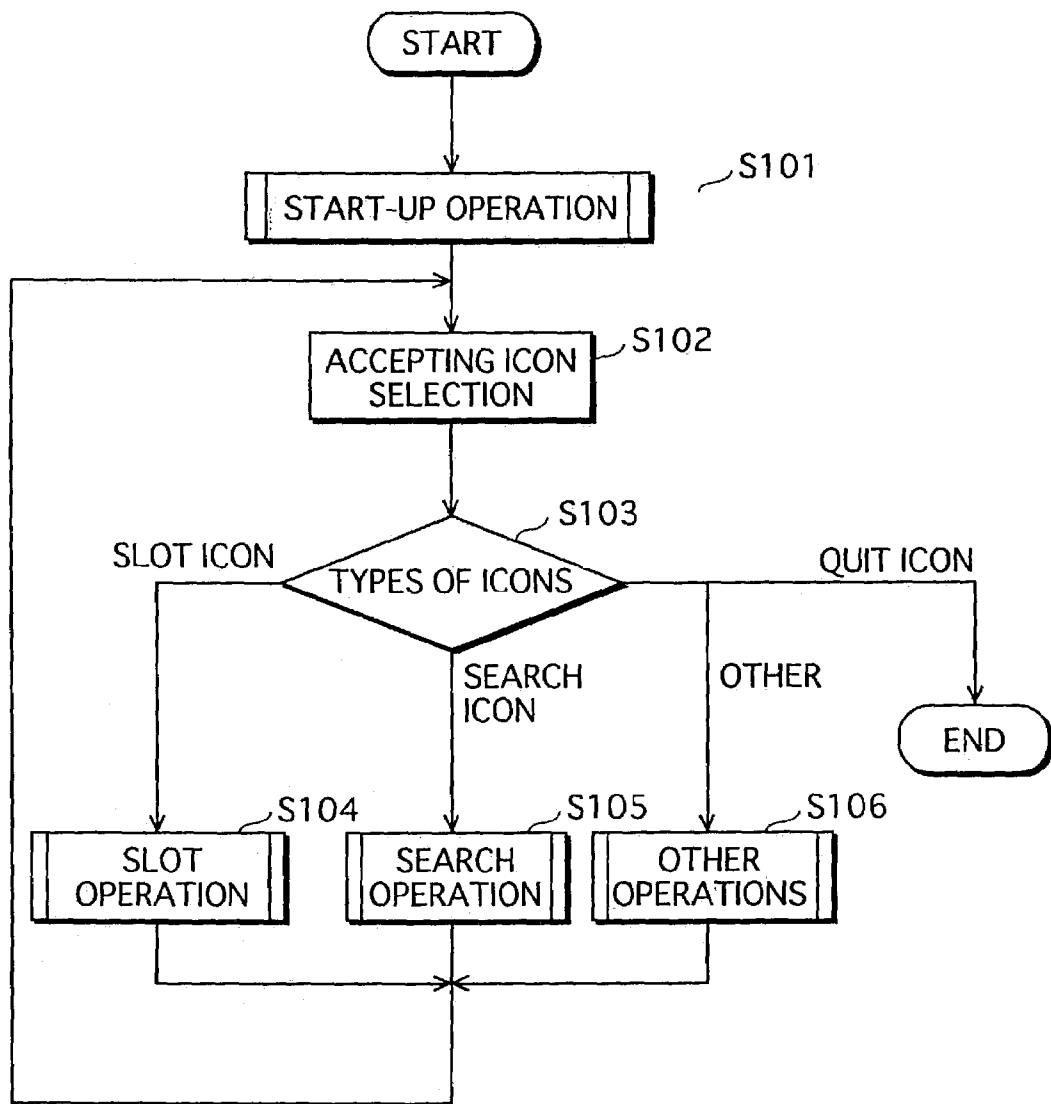 START
S101
START-UP OPERATION
S102
ACCEPTING ICON
SELECTION
S103
SLOT ICON
TYPES OF ICONS
QUIT ICON
SEARCH
ICON
OTHER
END
S104
S105
S106
SLOT
OPERATION
SEARCH
OPERATION
OTHER
OPERATIONS